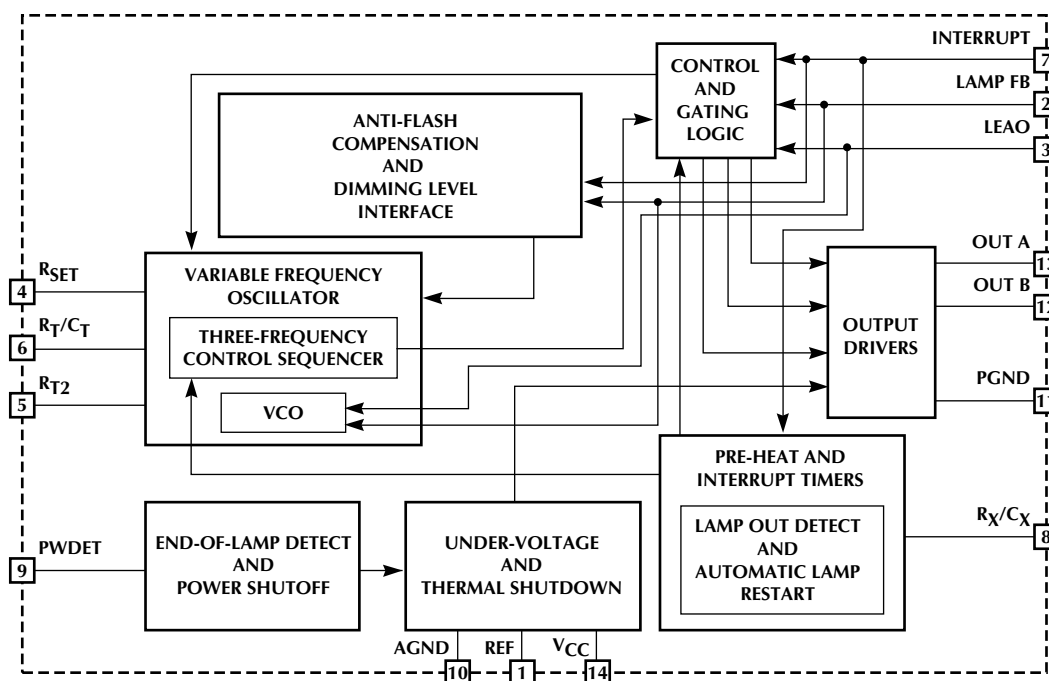 INTERRUPT
7
LAMP FB
2
LEAO
3
CONTROL
AND
GATING
LOGIC
ANTI-FLASH
COMPENSATION
AND
DIMMING LEVEL
INTERFACE
OUT A
13
OUT B
12
PGND
11
OUTPUT
DRIVERS
RSET
4
RT/CT
6
RT2
5
VARIABLE FREQUENCY
OSCILLATOR
THREE-FREQUENCY
CONTROL SEQUENCER
VCO
PRE-HEAT AND
INTERRUPT TIMERS
LAMP OUT DETECT
AND
AUTOMATIC LAMP
RESTART
RX/CX
8
PWDET
9
END-OF-LAMP DETECT
AND
POWER SHUTOFF
UNDER-VOLTAGE
AND
THERMAL SHUTDOWN
AGND
REF
VCC
10
1
14